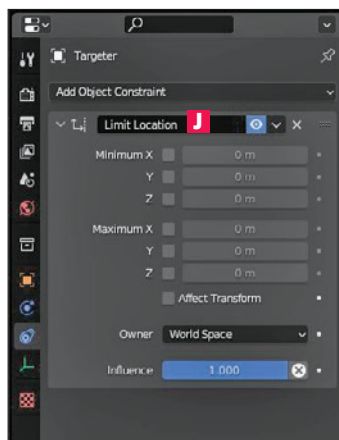 Targeter
Add Object Constraint
Limit Location J
Minimum X 0 m
Y 0 m
Z 0 m
Maximum X 0 m
Y 0 m
Z 0 m
Affect Transform
Owner World Space
Influence 1.000